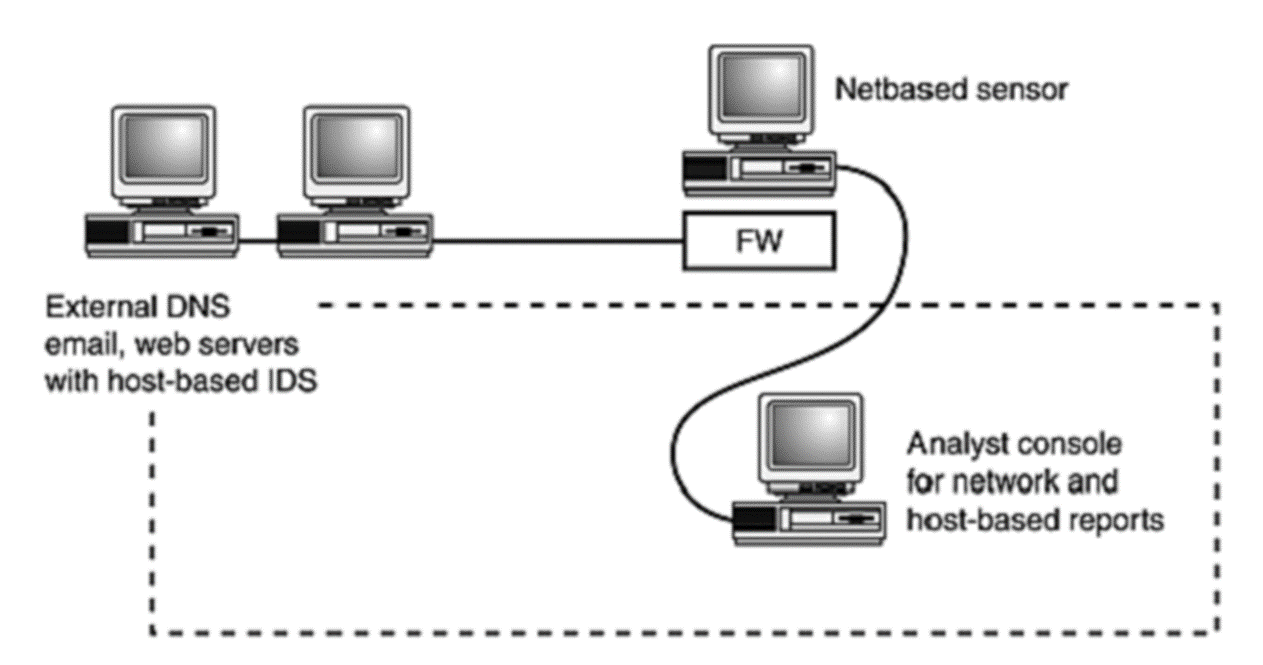 Netbased sensor
FW
External DNS
email, web servers
with host-based IDS
Analyst console
for network and
host-based reports